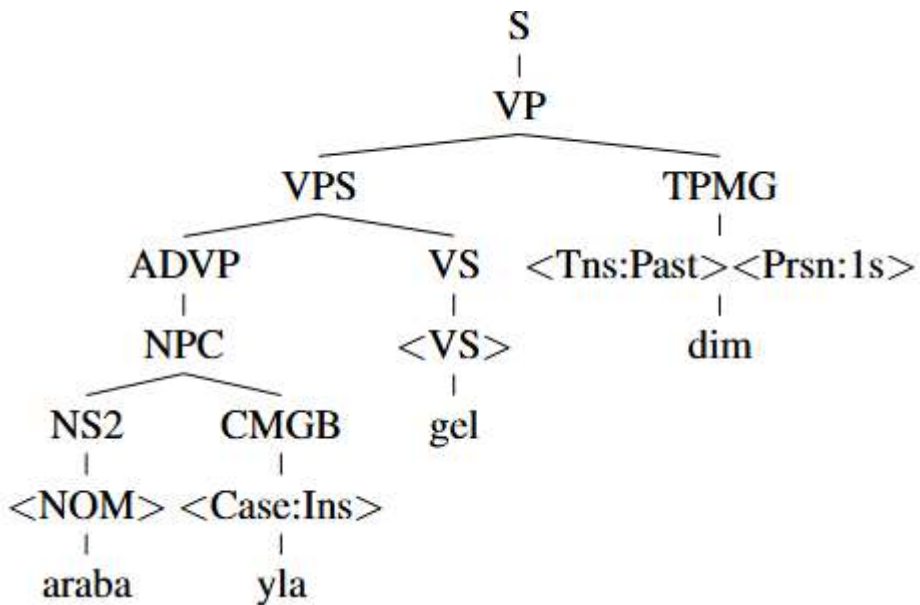 S
VP
VPS TPMG
ADVP VS <Tns:Past> <Prsn:1s>
NPC <VS> dim
NS2 CMGB gel
<NOM> <Case:Ins>
araba yla